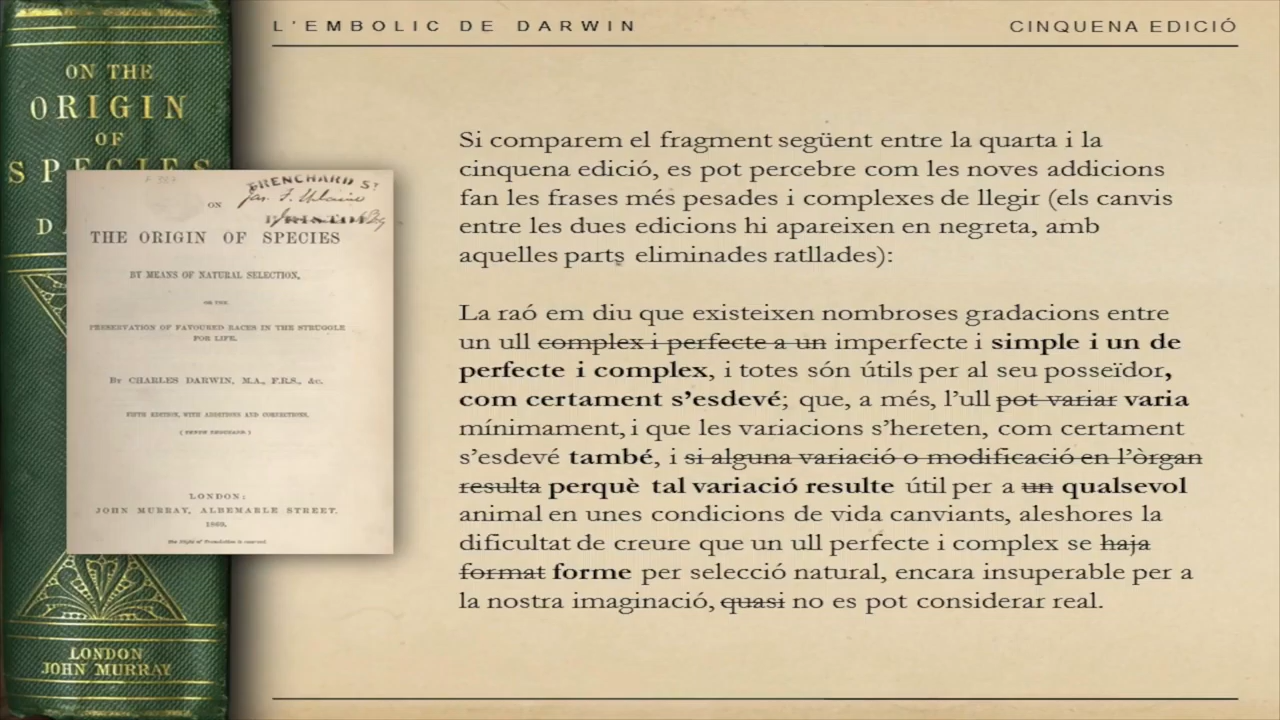 L'EMBOLIC DE DARWIN
CINQUENA EDICIÓ
ON THE
ORIGIN
OF
SPECIES
ON
THE ORIGIN OF SPECIES
BY MEANS OF NATURAL SELECTION,
OR THE
PRESERVATION OF FAVOURED RACES IN THE STRUGGLE
FOR LIFE.
By CHARLES DARWIN, M.A., F.R.S., &c.
FIFTH EDITION, WITH ADDITIONS AND CORRECTIONS.
(TENTH THOUSAND.)
LONDON:
JOHN MURRAY, ALBEMARLE STREET.
1869.
The Right of Translation is reserved.
LONDON
JOHN MURRAY
Si comparem el fragment següent entre la quarta i la
cinquena edició, es pot percebre com les noves addicions
fan les frases més pesades i complexes de llegir (els canvis
entre les dues edicions hi apareixen en negreta, amb
aquelles parts eliminades ratllades):
La raó em diu que existeixen nombroses gradacions entre
un ull complex i perfecte a un imperfecte i simple i un de
perfecte i complex, i totes són útils per al seu posseïdor,
com certament s'esdevé; que, a més, l'ull pot variar varia
mínimament, i que les variacions s'hereten, com certament
s'esdevé també, i si alguna variació o modificació en l'òrgan
resulta perquè tal variació resulte útil per a un qualsevol
animal en unes condicions de vida canviants, aleshores la
dificultat de creure que un ull perfecte i complex se haja
format forme per selecció natural, encara insuperable per a
la nostra imaginació, quasi no es pot considerar real.